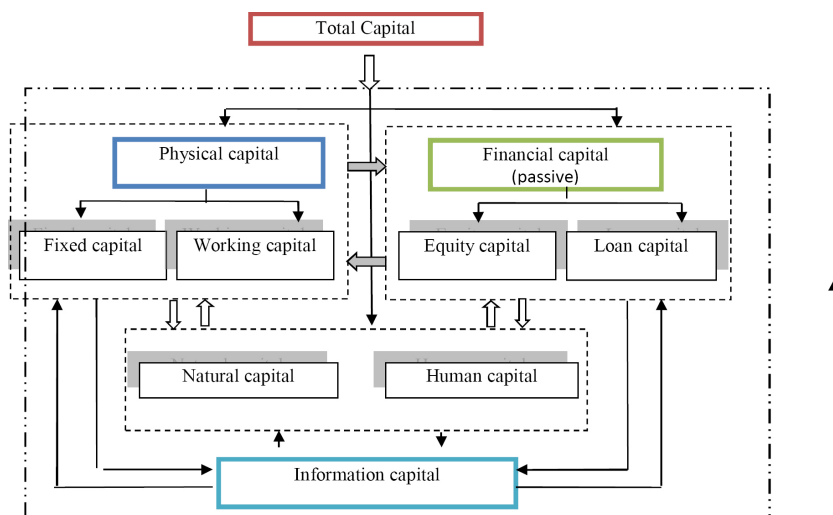 Total Capital
Physical capital
Financial capital
(passive)
Fixed capital
Working capital
Equity capital
Loan capital
Natural capital
Human capital
Information capital